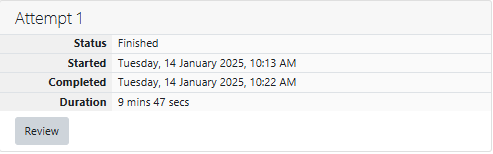 Attempt 1
Status Finished
Started Tuesday, 14 January 2025, 10:13 AM
Completed Tuesday, 14 January 2025, 10:22 AM
Duration 9 mins 47 secs
Review